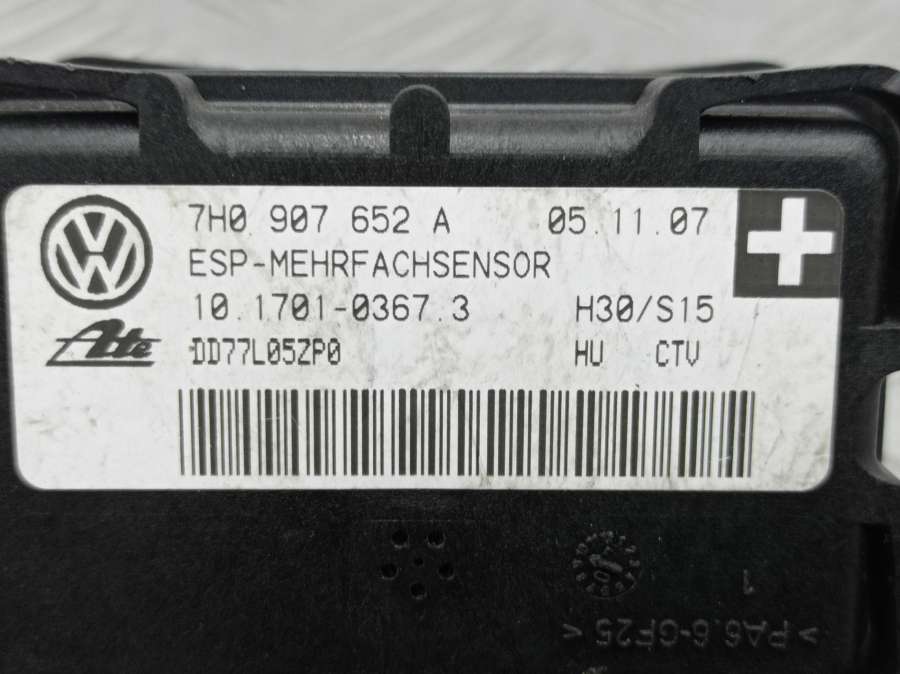 7H0 907 652 A 05.11.07
ESP-MEHRFACHSENSOR
10.1701-0367.3 H30/S15
Ate DD77L05ZP0 HU CTV
1
>PA6.6-GF25<